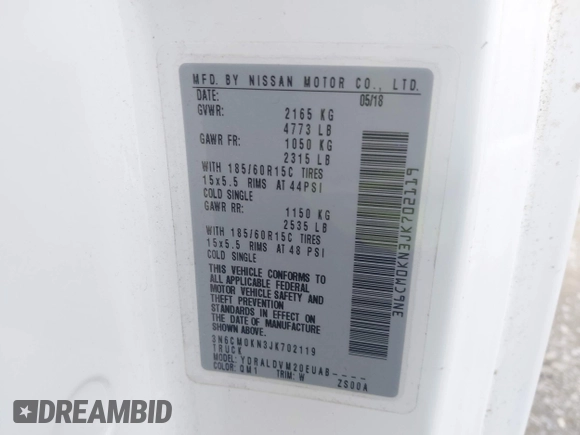 MFD. BY NISSAN MOTOR CO., LTD.
DATE: 05/18
GVWR: 2165 KG
4773 LB
GAWR FR: 1050 KG
2315 LB
WITH 185/60R15C TIRES
15x5.5 RIMS AT 44PSI
COLD SINGLE
GAWR RR: 1150 KG
2535 LB
WITH 185/60R15C TIRES
15x5.5 RIMS AT 48 PSI
COLD SINGLE
THIS VEHICLE CONFORMS TO
ALL APPLICABLE FEDERAL
MOTOR VEHICLE SAFETY AND
THEFT PREVENTION
STANDARDS IN EFFECT ON
THE DATE OF MANUFACTURE
SHOWN ABOVE.
3N6CM0KN3JK702119
TRUCK
MODEL: YDRALDVM20EUAB----
COLOR: QM1 TRIM: W 2S00A
3N6CM0KN3JK702119
DREAMBID
DREAMBID.COM